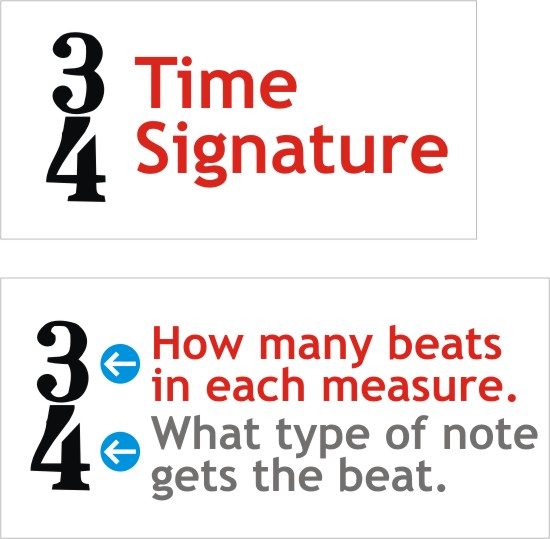 3
4
Time
Signature
3
4
How many beats
in each measure.
What type of note
gets the beat.